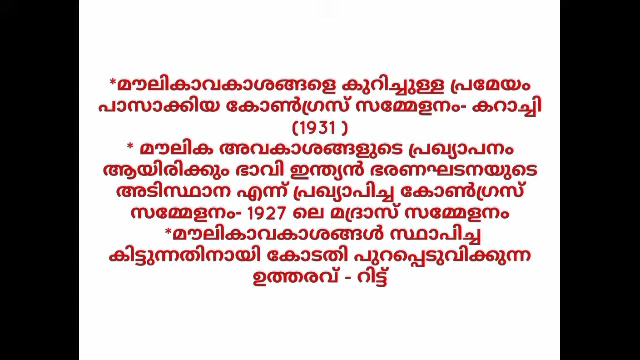 *മൗലികാവകാശങ്ങളെ കുറിച്ചുള്ള പ്രമേയം
പാസാക്കിയ കോൺഗ്രസ് സമ്മേളനം- കറാച്ചി
(1931 )
* മൗലിക അവകാശങ്ങളുടെ പ്രഖ്യാപനം
ആയിരിക്കും ഭാവി ഇന്ത്യൻ ഭരണഘടനയുടെ
അടിസ്ഥാന എന്ന് പ്രഖ്യാപിച്ച കോൺഗ്രസ്
സമ്മേളനം- 1927 ലെ മദ്രാസ് സമ്മേളനം
*മൗലികാവകാശങ്ങൾ സ്ഥാപിച്ച
കിട്ടുന്നതിനായി കോടതി പുറപ്പെടുവിക്കുന്ന
ഉത്തരവ് - റിട്ട്